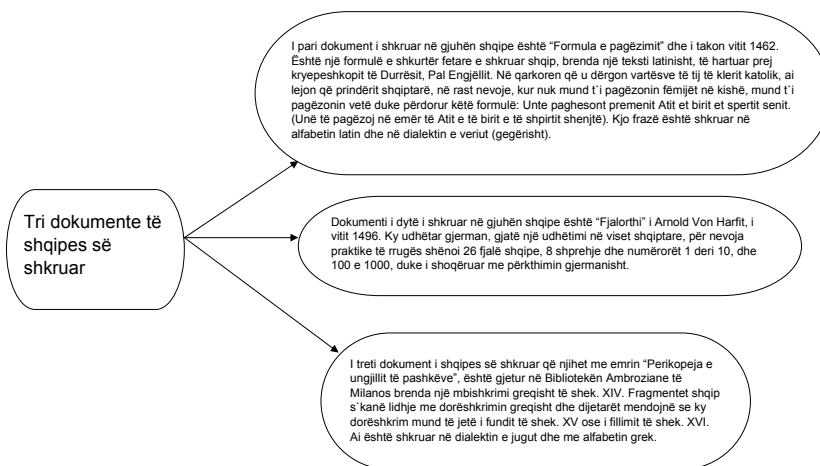 I pari dokument i shkruar në gjuhën shqipe është “Formula e pagëzimit” dhe i takon vitit 1462.
Është një formulë e shkurtër fetare e shkruar shqip, brenda një teksti latinisht, të hartuar prej
kryepeshkopit të Durrësit, Pal Engjëllit. Në qarkoren që u dërgon vartësve të tij të klerit katolik, ai
lejon që prindërit shqiptarë, në rast nevoje, kur nuk mund t`i pagëzonin fëmijët në kishë, mund t`i
pagëzonin vetë duke përdorur këtë formulë: Unte paghesont premenit Atit et birit et spertit senit.
(Unë të pagëzoj në emër të Atit e të birit e të shpirtit shenjtë). Kjo frazë është shkruar në
alfabetin latin dhe në dialektin e veriut (gegërisht).
Tri dokumente të
shqipes së
shkruar
Dokumenti i dytë i shkruar në gjuhën shqipe është “Fjalorthi” i Arnold Von Harfit, i
vitit 1496. Ky udhëtar gjerman, gjatë një udhëtimi në viset shqiptare, për nevoja
praktike të rrugës shënoi 26 fjalë shqipe, 8 shprehje dhe numërorët 1 deri 10, dhe
100 e 1000, duke i shoqëruar me përkthimin gjermanisht.
I treti dokument i shqipes së shkruar që njihet me emrin “Perikopeja e
ungjillit të pashkëve”, është gjetur në Bibliotekën Ambroziane të
Milanos brenda një mbishkrimi greqisht të shek. XIV. Fragmentet shqip
s`kanë lidhje me dorëshkrimin greqisht dhe dijetarët mendojnë se ky
dorëshkrim mund të jetë i fundit të shek. XV ose i fillimit të shek. XVI.
Ai është shkruar në dialektin e jugut dhe me alfabetin grek.